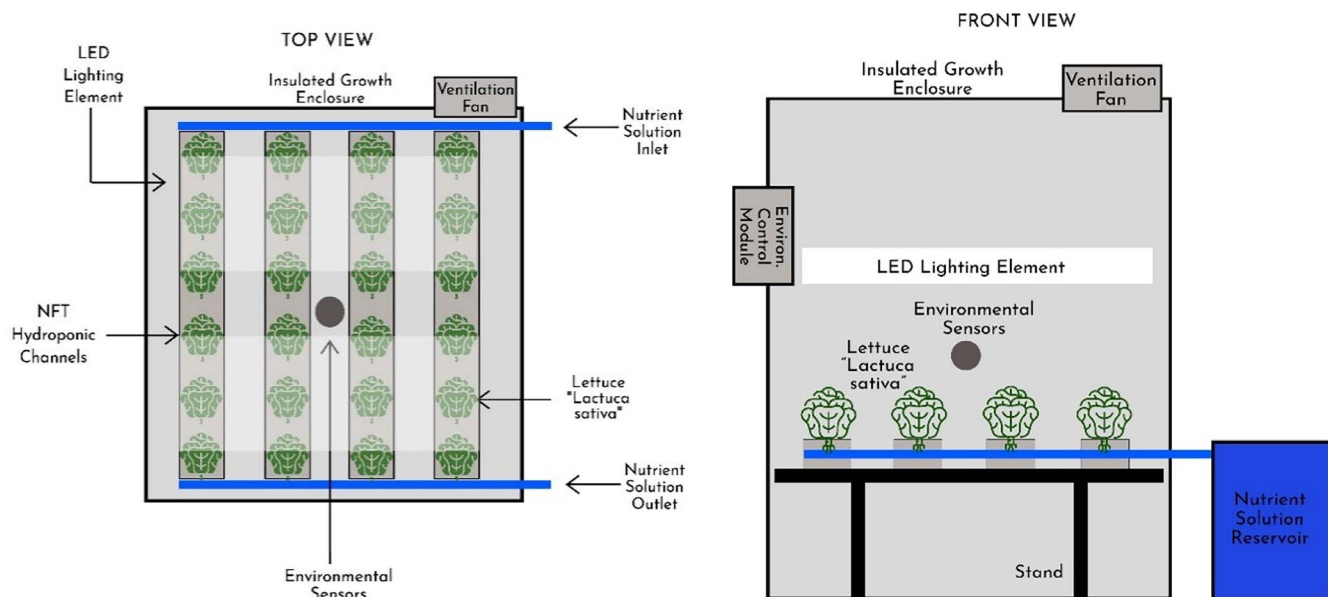 TOP VIEW
LED
Lighting
Element
Insulated Growth
Enclosure
Ventilation
Fan
Nutrient
Solution
Inlet
NFT
Hydroponic
Channels
Lettuce
"Lactuca
sativa"
Nutrient
Solution
Outlet
Environmental
Sensors
FRONT VIEW
Insulated Growth
Enclosure
Ventilation
Fan
Environ.
Control
Module
LED Lighting Element
Environmental
Sensors
Lettuce
"Lactuca
sativa"
Nutrient
Solution
Reservoir
Stand